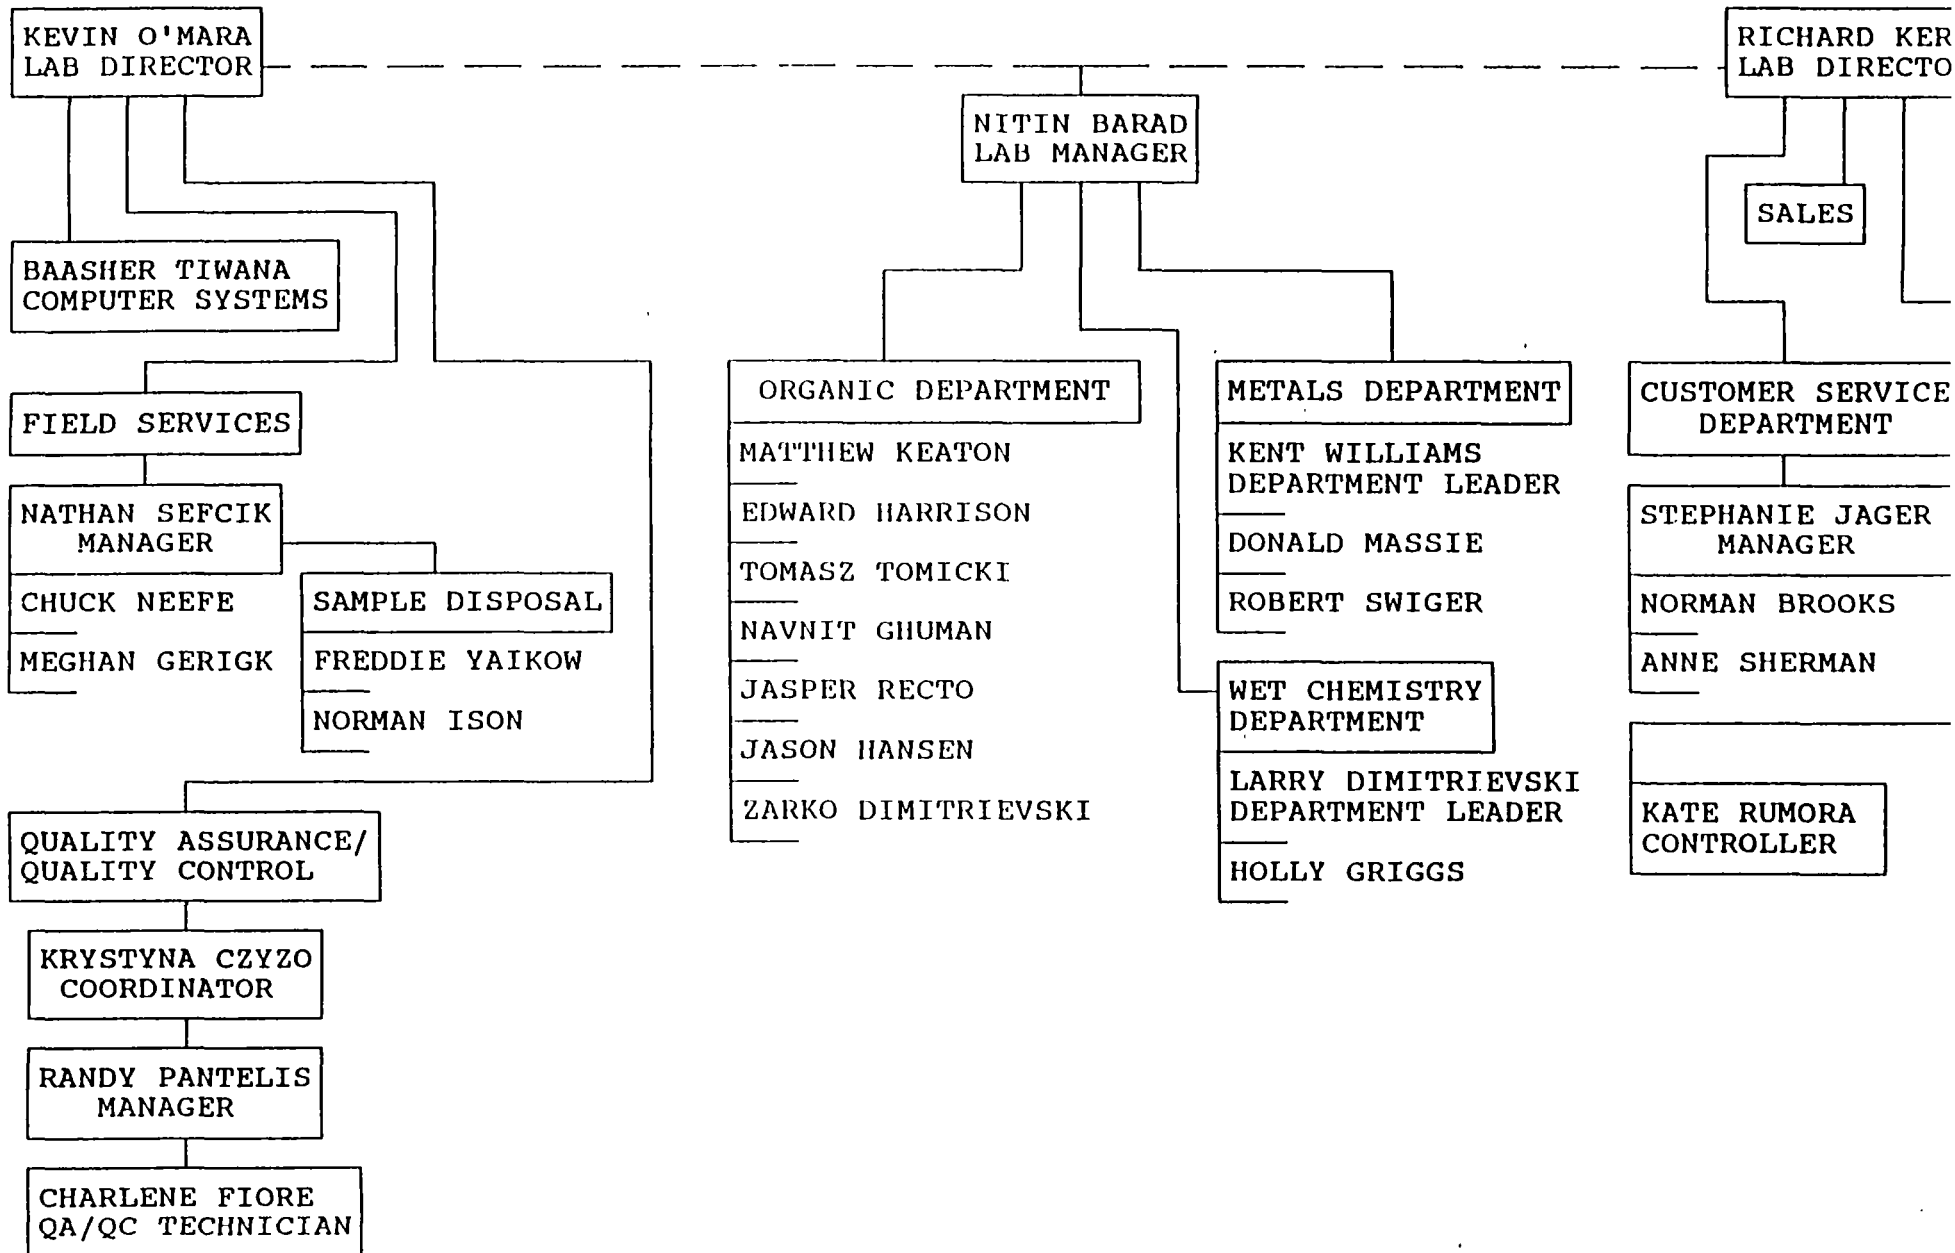 KEVIN O'MARA
LAB DIRECTOR
NITIN BARAD
LAB MANAGER
RICHARD KER
LAB DIRECTO
SALES
BAASHER TIWANA
COMPUTER SYSTEMS
FIELD SERVICES
NATHAN SEFCIK
MANAGER
CHUCK NEEFE
MEGHAN GERIGK
SAMPLE DISPOSAL
FREDDIE YAIKOW
NORMAN ISON
QUALITY ASSURANCE/
QUALITY CONTROL
KRYSTYNA CZYZO
COORDINATOR
RANDY PANTELIS
MANAGER
CHARLENE FIORE
QA/QC TECHNICIAN
ORGANIC DEPARTMENT
MATTHEW KEATON
EDWARD HARRISON
TOMASZ TOMICKI
NAVNIT GHUMAN
JASPER RECTO
JASON HANSEN
ZARKO DIMITRIEVSKI
METALS DEPARTMENT
KENT WILLIAMS
DEPARTMENT LEADER
DONALD MASSIE
ROBERT SWIGER
WET CHEMISTRY
DEPARTMENT
LARRY DIMITRIEVSKI
DEPARTMENT LEADER
HOLLY GRIGGS
CUSTOMER SERVICE
DEPARTMENT
STEPHANIE JAGER
MANAGER
NORMAN BROOKS
ANNE SHERMAN
KATE RUMORA
CONTROLLER